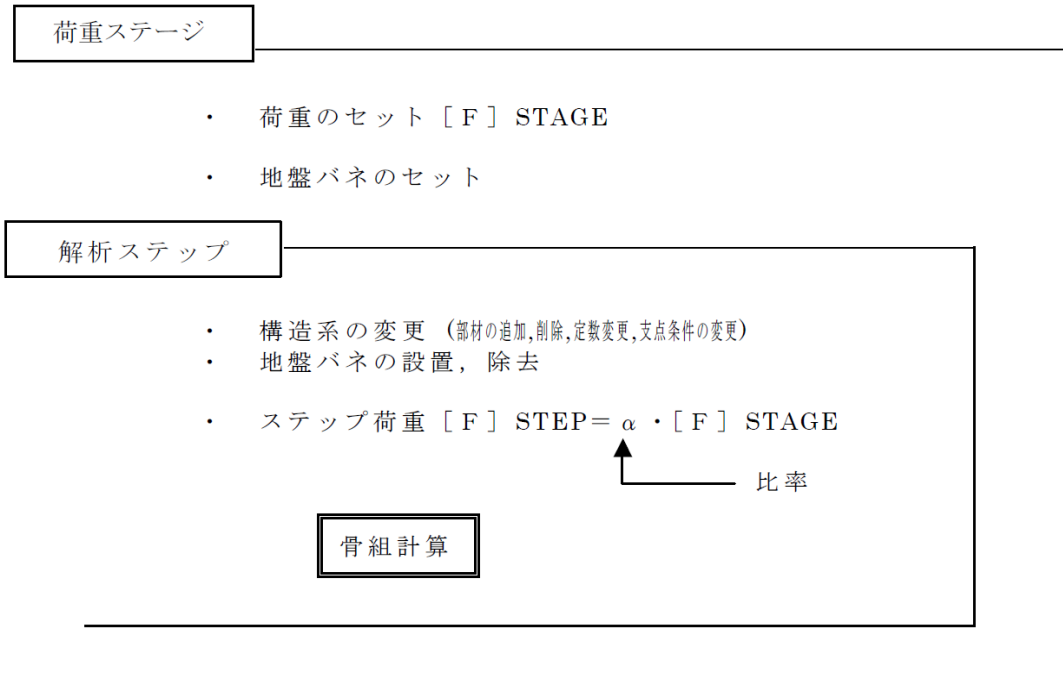 荷重ステージ
・ 荷重のセット［F］STAGE
・ 地盤バネのセット
解析ステップ
・ 構造系の変更 (部材の追加,削除,定数変更,支点条件の変更)
・ 地盤バネの設置, 除去
・ ステップ荷重［F］STEP=α・[F］STAGE
比率
骨組計算